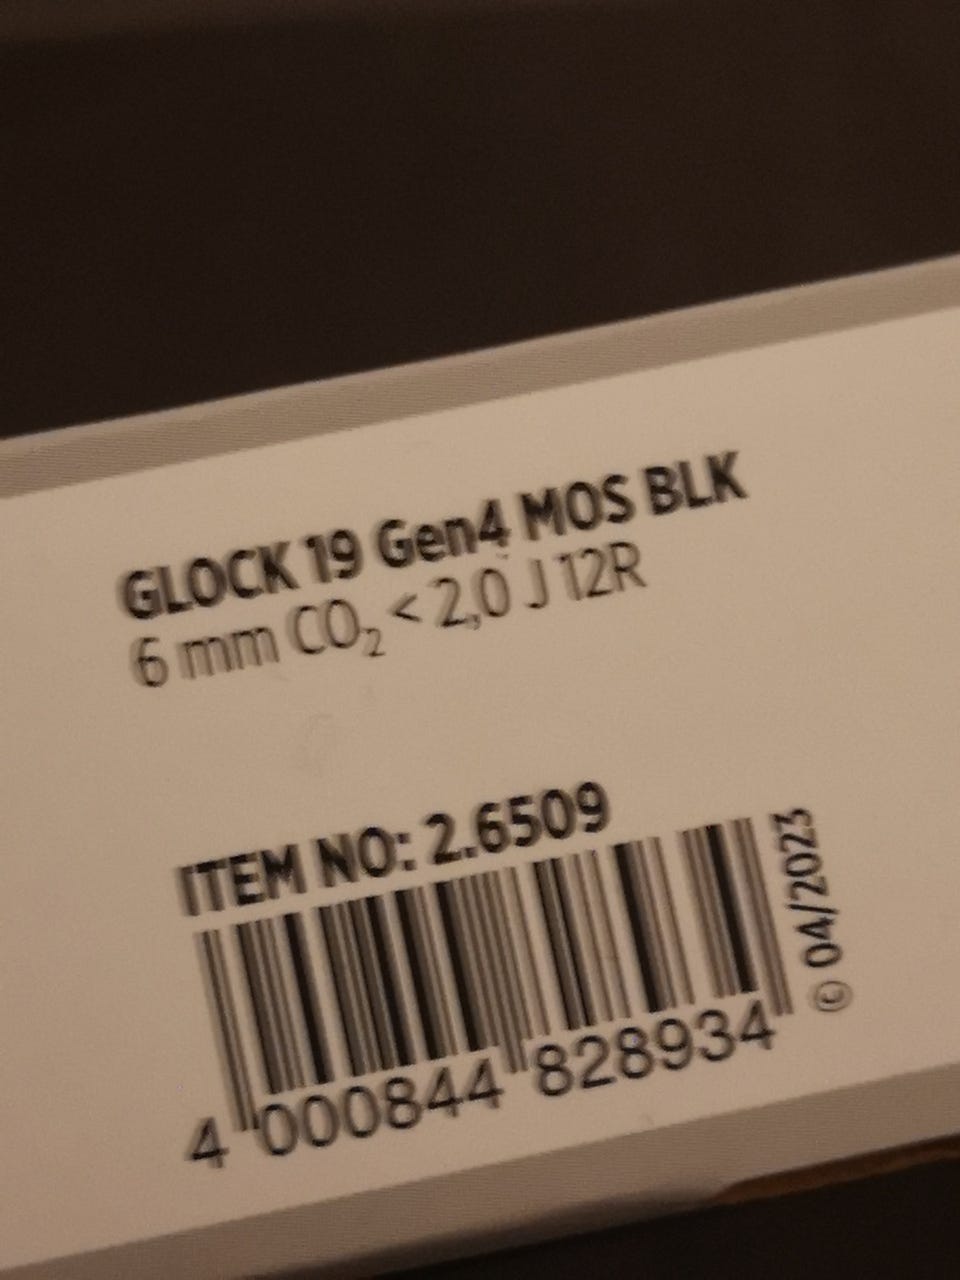 GLOCK 19 Gen4 MOS BLK
6 mm CO₂ < 2,0 J 12R
ITEM NO: 2.6509
© 04/2023
4 000844 828934